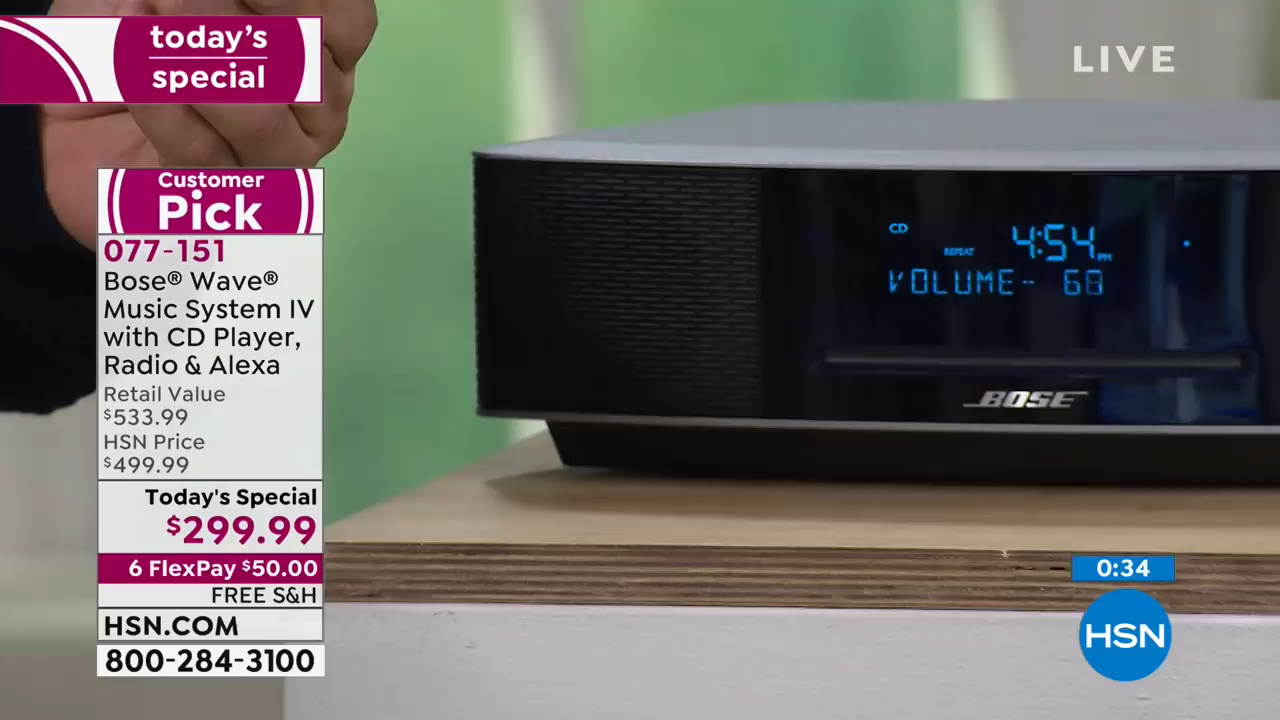 today's
special
LIVE
Customer
Pick
077-151
Bose® Wave®
Music System IV
with CD Player,
Radio & Alexa
Retail Value
$533.99
HSN Price
$499.99
Today's Special
$299.99
6 FlexPay $50.00
FREE S&H
HSN.COM
800-284-3100
CD
REPEAT 4:54 PM
VOLUME-- 68
BOSE
0:34
HSN